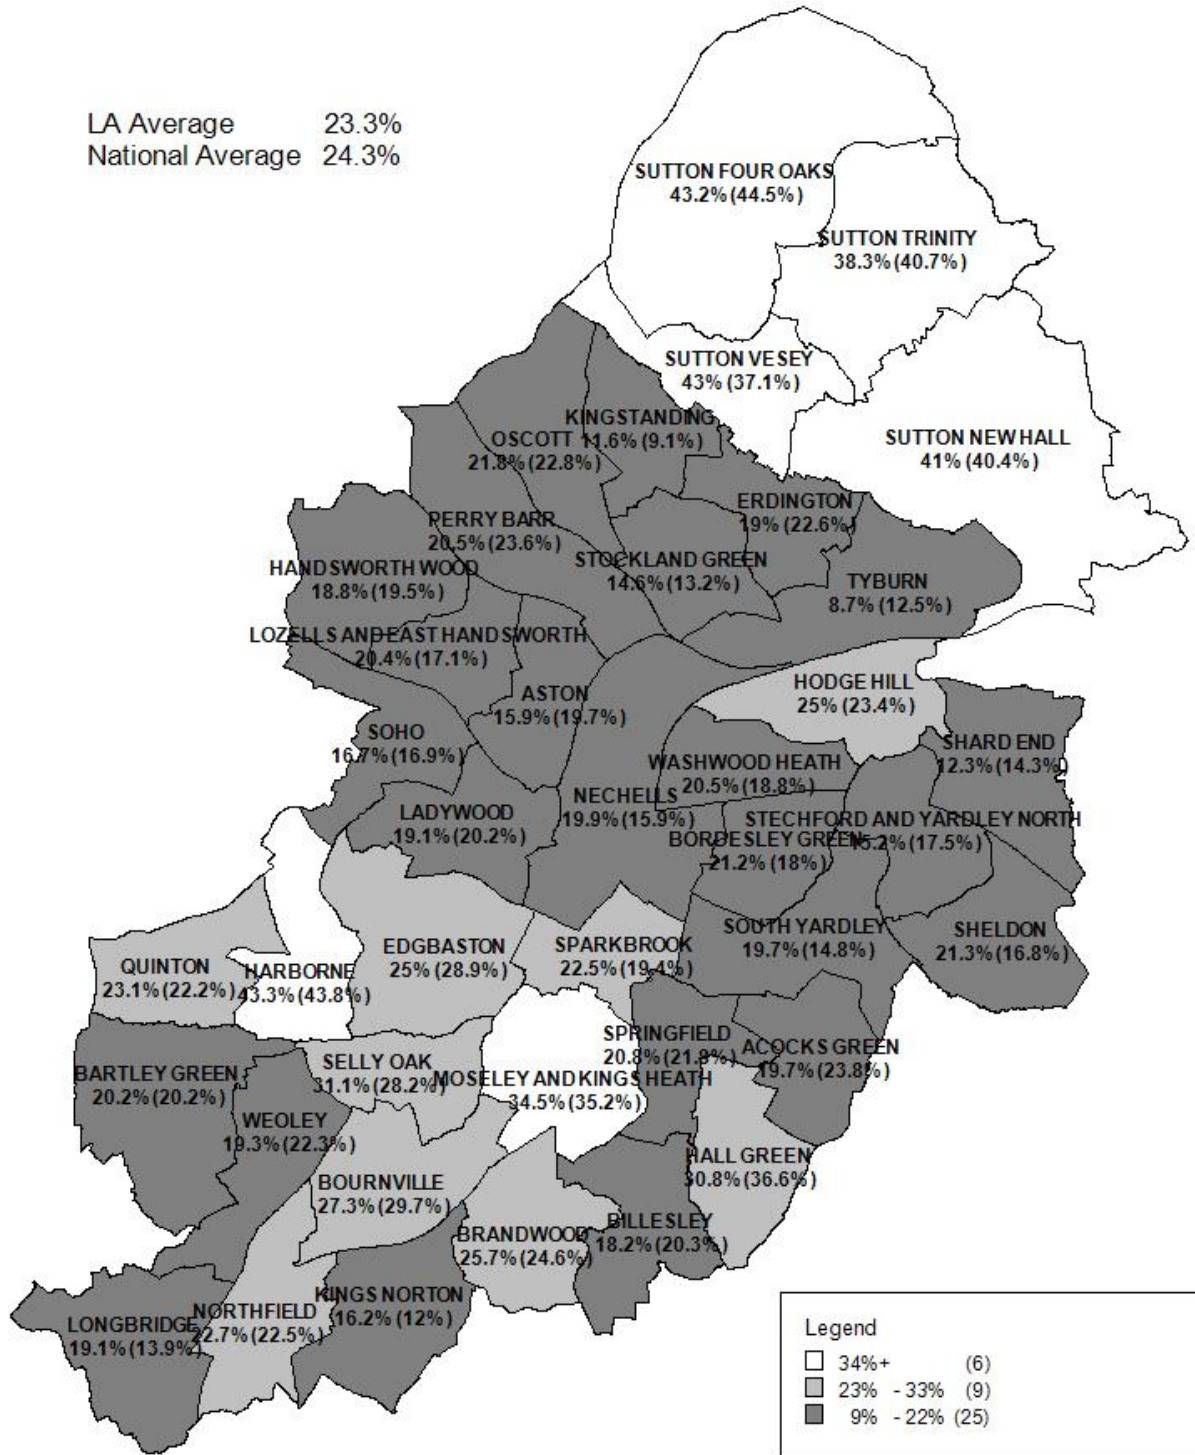 LA Average 23.3%
National Average 24.3%
SUTTON FOUR OAKS
43.2% (44.5%)
SUTTON TRINITY
38.3% (40.7%)
SUTTON VESEY
43% (37.1%)
SUTTON NEW HALL
41% (40.4%)
KINGSTANDING
11.6% (9.1%)
OSCOTT
21.8% (22.8%)
ERDINGTON
19% (22.6%)
PERRY BARR
20.5% (23.6%)
STOCKLAND GREEN
14.6% (13.2%)
HANDSWORTH WOOD
18.8% (19.5%)
TYBURN
8.7% (12.5%)
LOZELLS AND EAST HANDSWORTH
20.4% (17.1%)
HODGE HILL
25% (23.4%)
ASTON
15.9% (19.7%)
SOHO
16.7% (16.9%)
SHARD END
12.3% (14.3%)
WASHWOOD HEATH
20.5% (18.8%)
NECHELLS
19.9% (15.9%)
LADYWOOD
19.1% (20.2%)
STECHFORD AND YARDLEY NORTH
15.2% (17.5%)
BORDESLEY GREEN
21.2% (18%)
SOUTH YARDLEY
19.7% (14.8%)
SHELDON
21.3% (16.8%)
EDGBASTON
25% (28.9%)
SPARKBROOK
22.5% (19.4%)
QUINTON
23.1% (22.2%)
HARBORNE
43.3% (43.8%)
SPRINGFIELD
20.8% (21.8%)
ACOCKS GREEN
19.7% (23.8%)
SELLY OAK
31.1% (28.2%)
BARTLEY GREEN
20.2% (20.2%)
MOSELEY AND KINGS HEATH
34.5% (35.2%)
WEOLEY
19.3% (22.3%)
HALL GREEN
30.8% (36.6%)
BOURNVILLE
27.3% (29.7%)
BRANDWOOD
25.7% (24.6%)
BILLESLEY
18.2% (20.3%)
KINGS NORTON
16.2% (12%)
NORTHFIELD
22.7% (22.5%)
LONGBRIDGE
19.1% (13.9%)
Legend
34%+ (6)
23% - 33% (9)
9% - 22% (25)